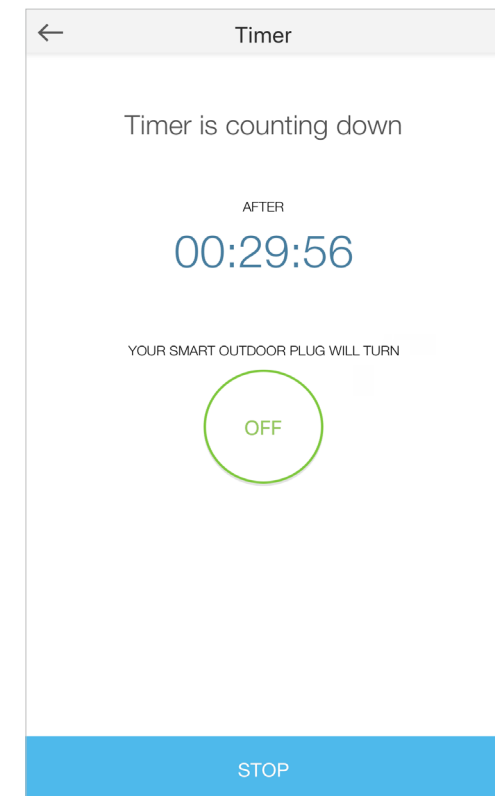 Timer
Timer is counting down
AFTER
00:29:56
YOUR SMART OUTDOOR PLUG WILL TURN
OFF
STOP